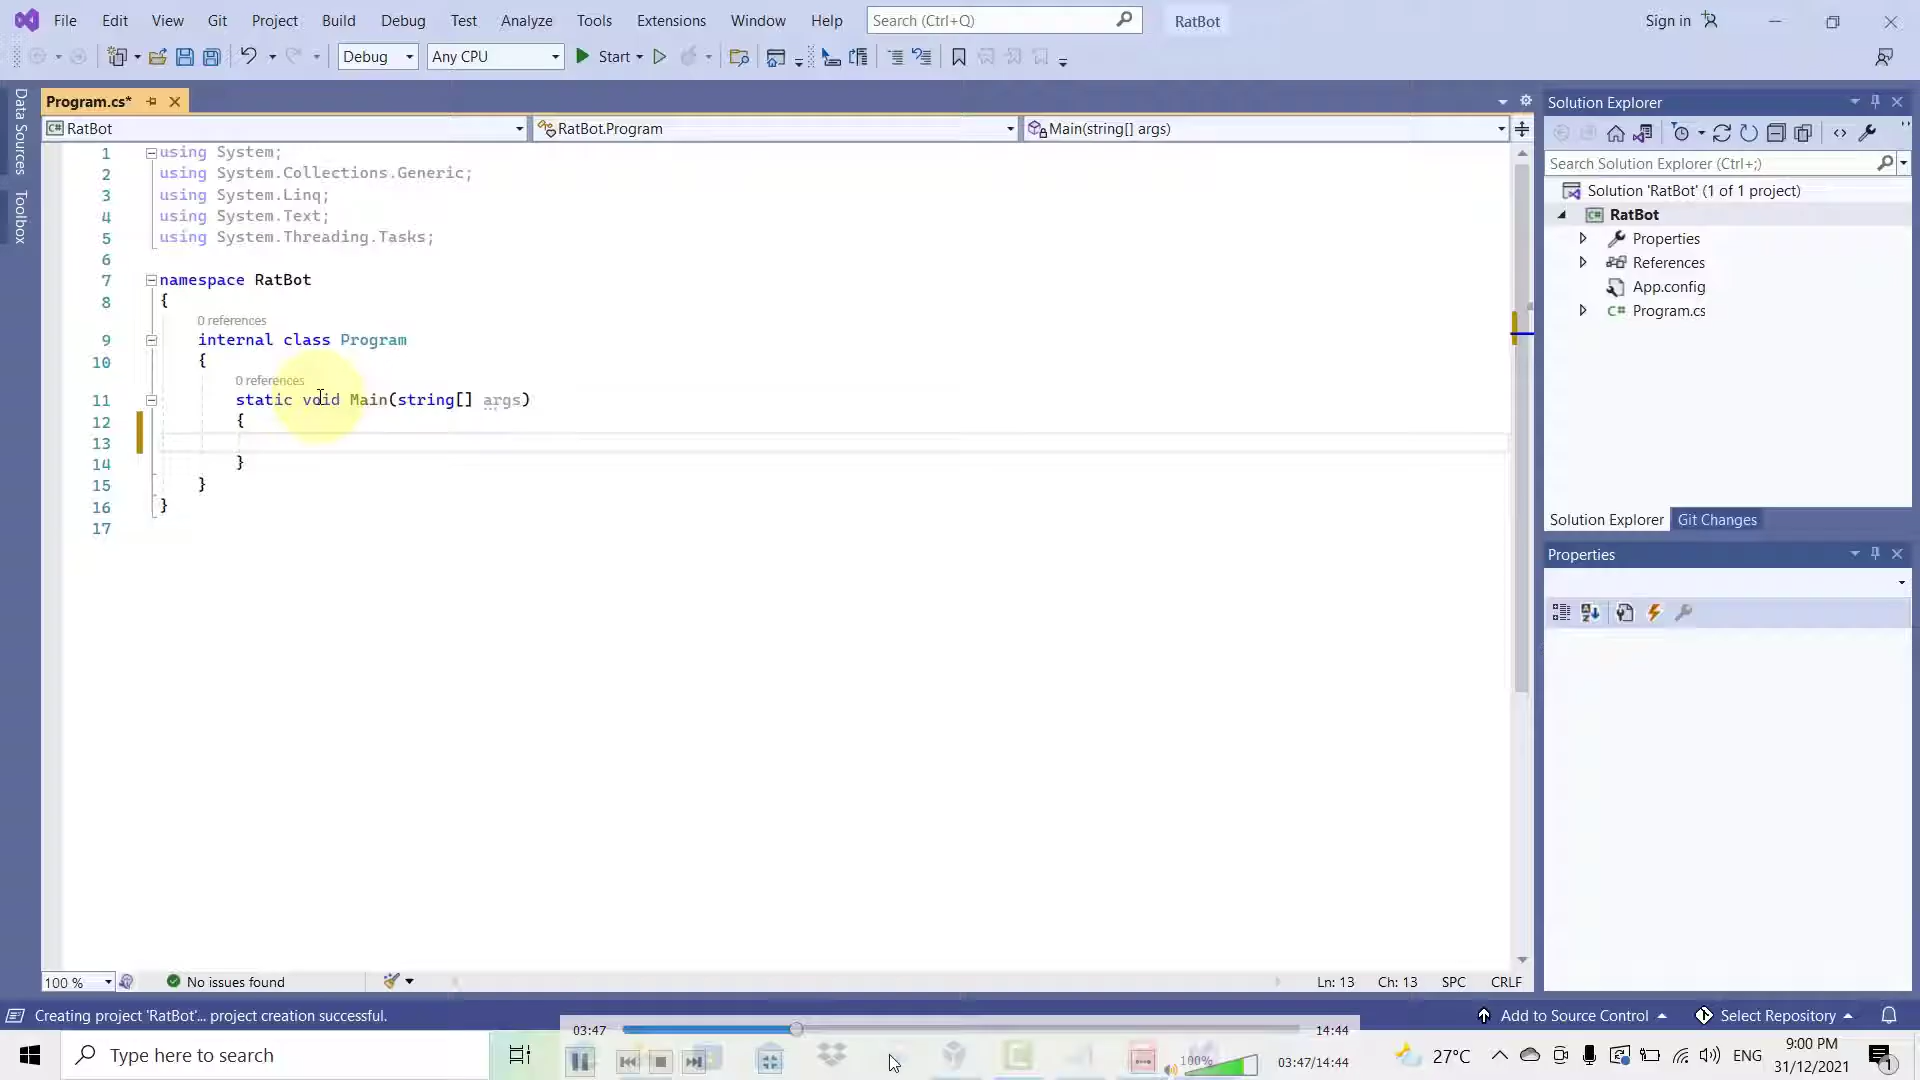 File Edit View Git Project Build Debug Test Analyze Tools Extensions Window Help Search (Ctrl+Q) RatBot Sign in
Debug Any CPU Start
Data Sources
Toolbox
Program.cs*
RatBot RatBot.Program Main(string[] args)
1 using System;
2 using System.Collections.Generic;
3 using System.Linq;
4 using System.Text;
5 using System.Threading.Tasks;
6
7 namespace RatBot
8 {
0 references
9 internal class Program
10 {
0 references
11 static void Main(string[] args)
12 {
13
14 }
15 }
16 }
17
Solution Explorer
Search Solution Explorer (Ctrl+;)
Solution 'RatBot' (1 of 1 project)
C# RatBot
Properties
References
App.config
C# Program.cs
Solution Explorer Git Changes
Properties
100 % No issues found Ln: 13 Ch: 13 SPC CRLF
Creating project 'RatBot'... project creation successful. Add to Source Control Select Repository
03:47 14:44
Type here to search
100% 03:47/14:44
27°C ENG
9:00 PM
31/12/2021
1